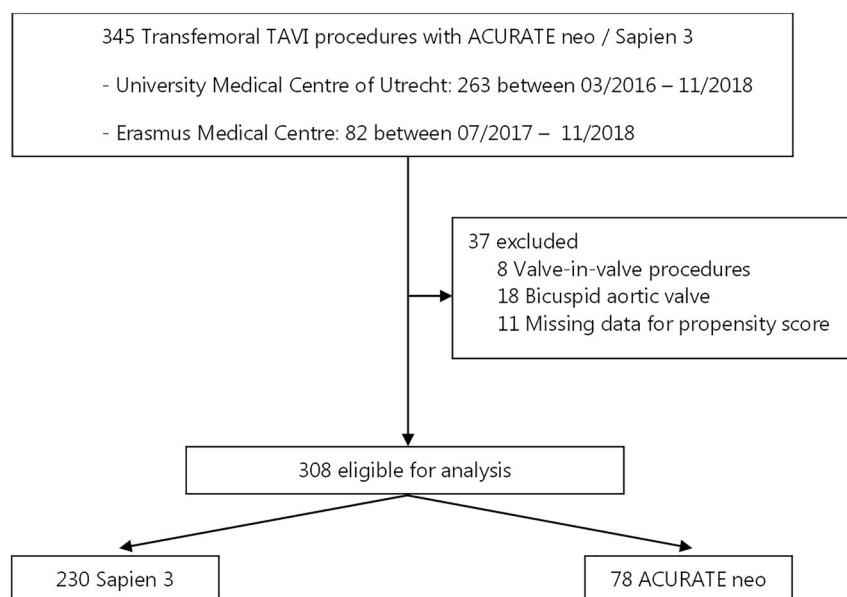 345 Transfemoral TAVI procedures with ACURATE neo / Sapien 3
- University Medical Centre of Utrecht: 263 between 03/2016 – 11/2018
- Erasmus Medical Centre: 82 between 07/2017 – 11/2018
37 excluded
8 Valve-in-valve procedures
18 Bicuspid aortic valve
11 Missing data for propensity score
308 eligible for analysis
230 Sapien 3
78 ACURATE neo